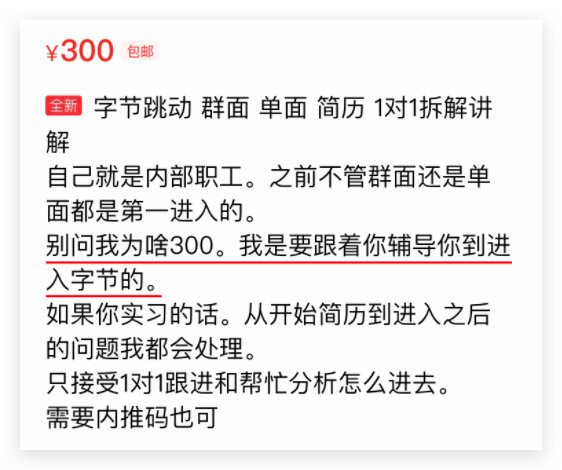 ¥300 包邮
全新 字节跳动 群面 单面 简历 1对1拆解讲
解
自己就是内部职工。之前不管群面还是单
面都是第一进入的。
别问我为啥300。我是要跟着你辅导你到进
入字节的。
如果你实习的话。从开始简历到进入之后
的问题我都会处理。
只接受1对1跟进和帮忙分析怎么进去。
需要内推码也可